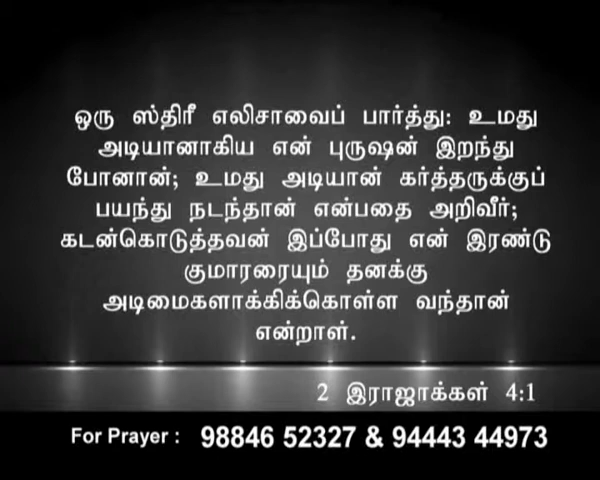 ஒரு ஸ்திரீ எலிசாவைப் பார்த்து: உமது
அடியானாகிய என் புருஷன் இறந்து
போனான்; உமது அடியான் கர்த்தருக்குப்
பயந்து நடந்தான் என்பதை அறிவீர்;
கடன்கொடுத்தவன் இப்போது என் இரண்டு
குமாரரையும் தனக்கு
அடிமைகளாக்கிக்கொள்ள வந்தான்
என்றாள்.
2 இராஜாக்கள் 4:1
For Prayer : 98846 52327 & 94443 44973